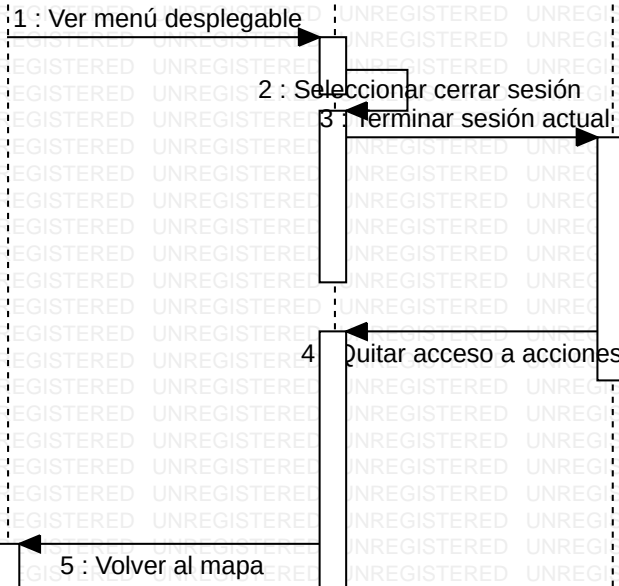 1 : Ver menú desplegable
2 : Seleccionar cerrar sesión
3 : Terminar sesión actual
4 : Quitar acceso a acciones
5 : Volver al mapa